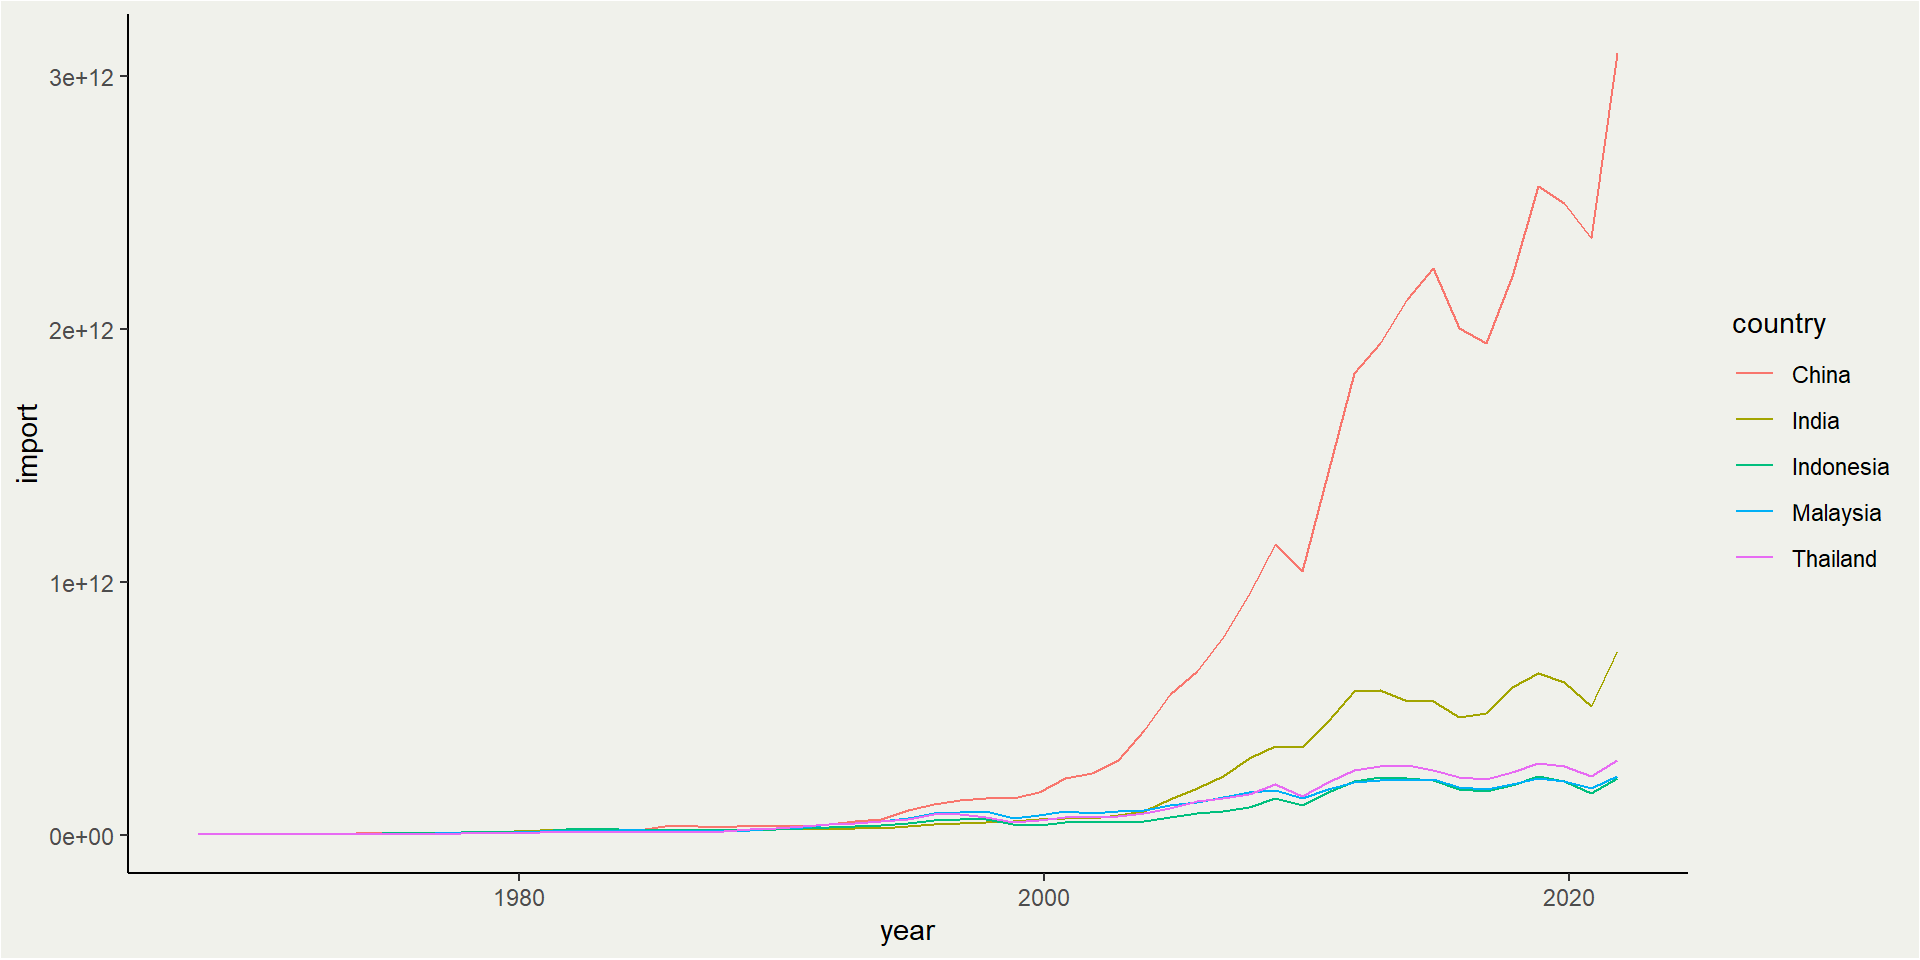 3e+12
2e+12
1e+12
0e+00
import
1980
2000
2020
year
country
China
India
Indonesia
Malaysia
Thailand